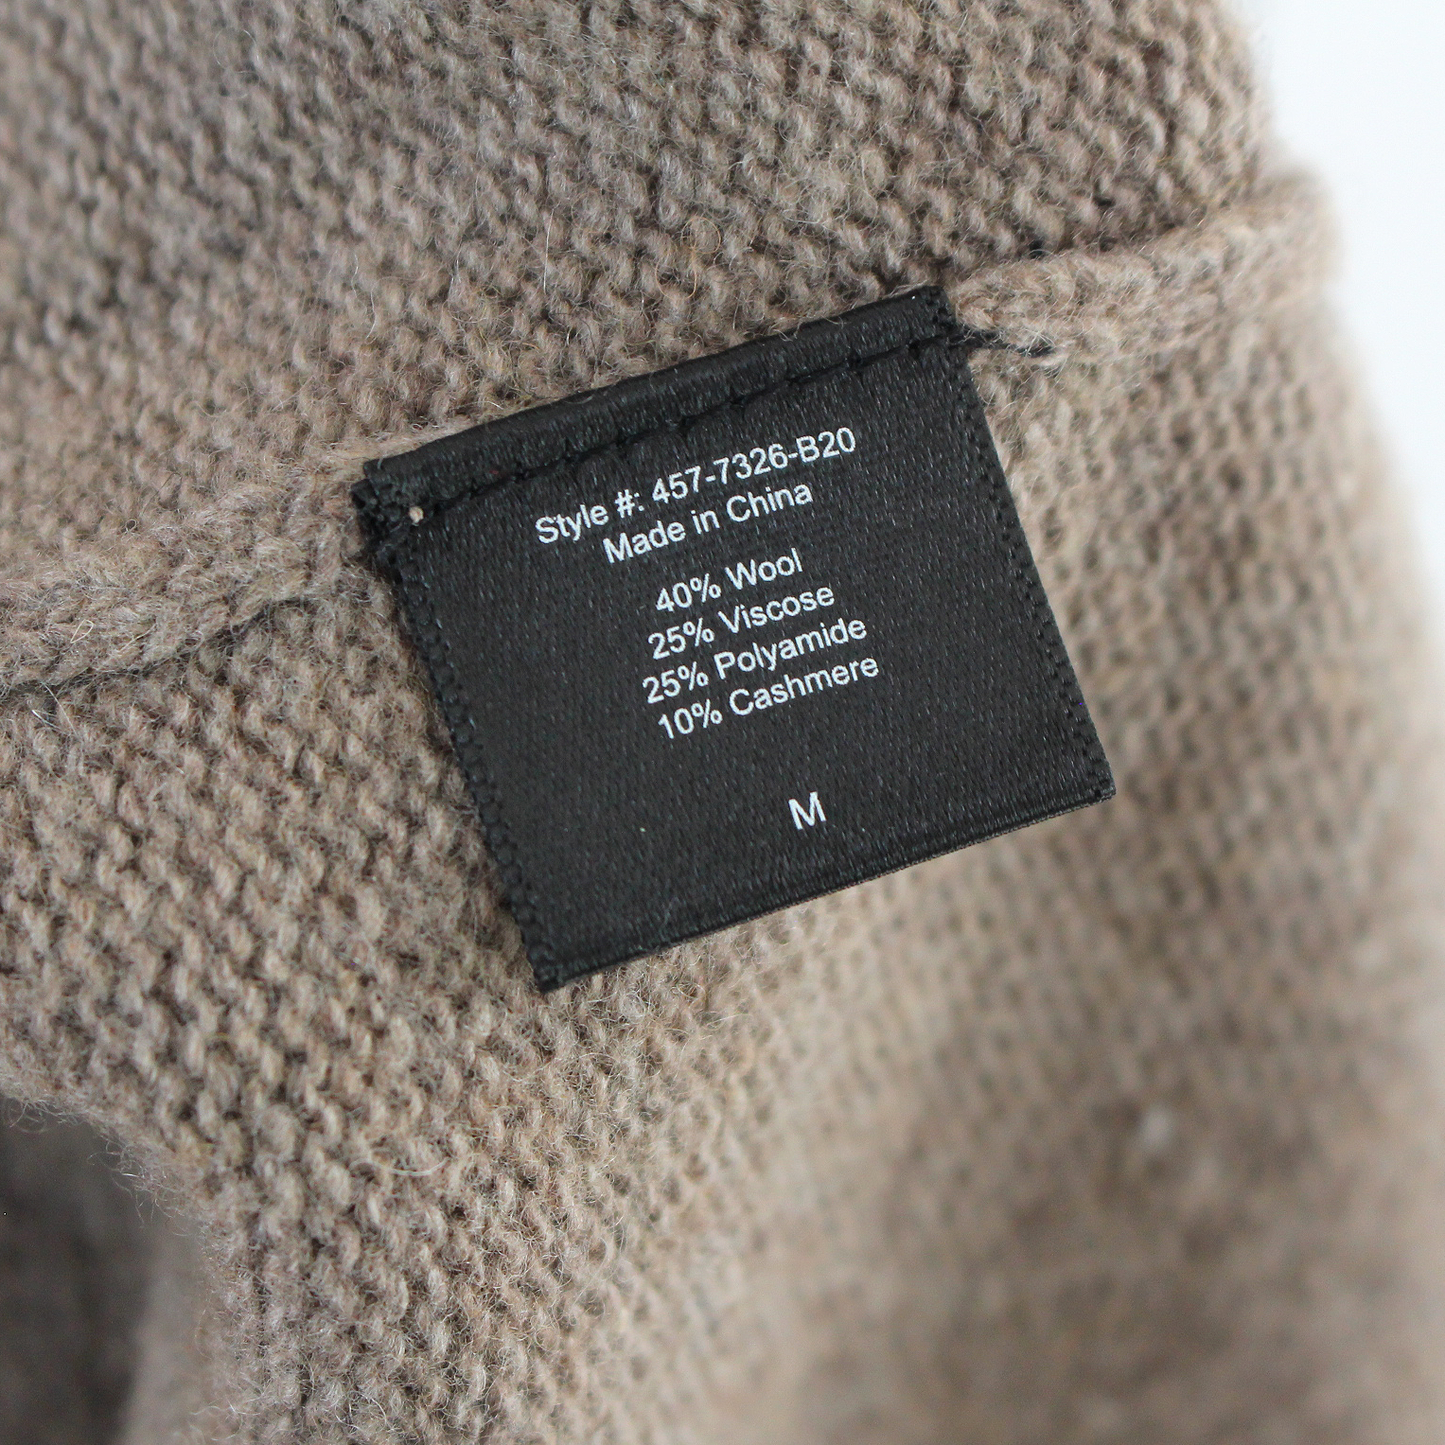 Style #: 457-7326-B20
Made in China
40% Wool
25% Viscose
25% Polyamide
10% Cashmere
M